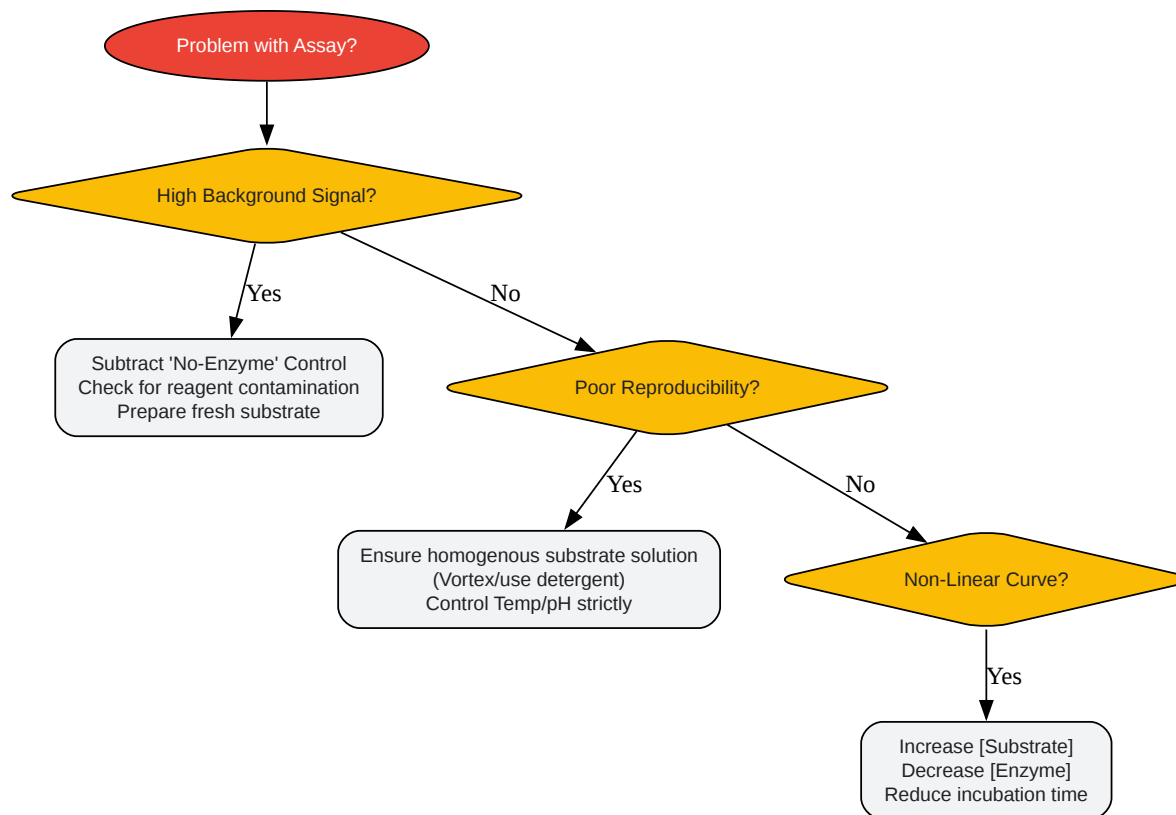 Problem with Assay?
High Background Signal?
Yes
No
Subtract 'No-Enzyme' Control
Check for reagent contamination
Prepare fresh substrate
Poor Reproducibility?
Yes
No
Ensure homogenous substrate solution
(Vortex/use detergent)
Control Temp/pH strictly
Non-Linear Curve?
Yes
Increase [Substrate]
Decrease [Enzyme]
Reduce incubation time